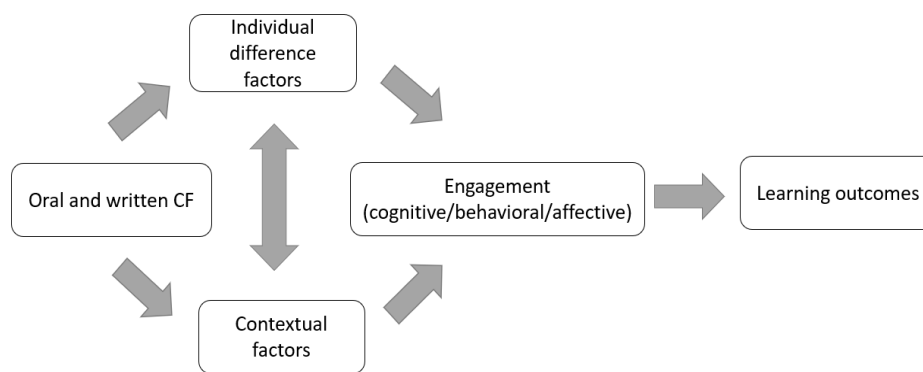 Individual
difference
factors
Oral and written CF
Engagement
(cognitive/behavioral/affective)
Learning outcomes
Contextual
factors